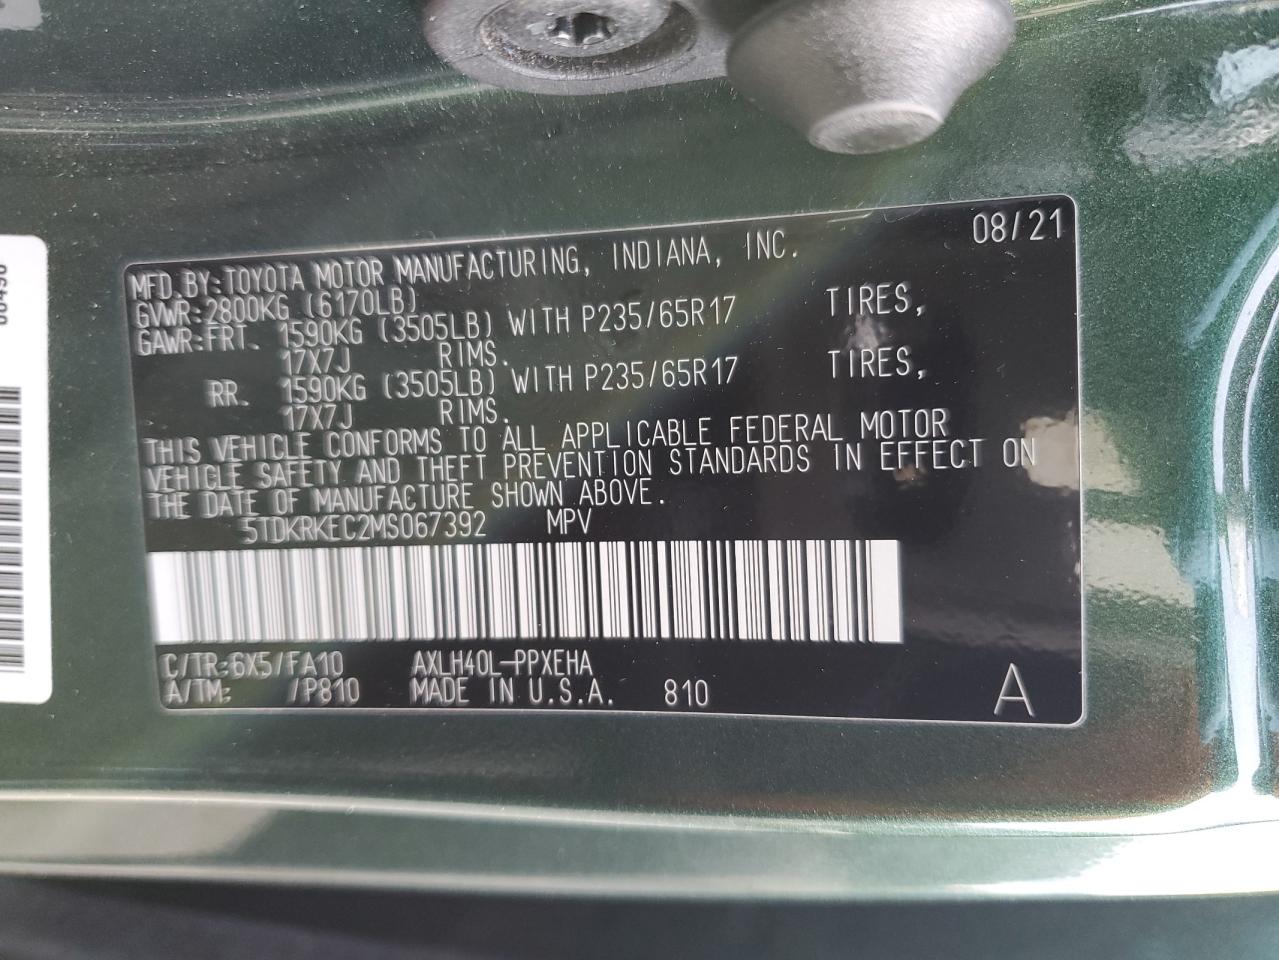 08/21
MFD.BY:TOYOTA MOTOR MANUFACTURING, INDIANA, INC.
GVWR:2800KG (6170LB)
GAWR:FRT. 1590KG (3505LB) WITH P235/65R17 TIRES,
17X7J RIMS.
RR. 1590KG (3505LB) WITH P235/65R17 TIRES,
17X7J RIMS.
THIS VEHICLE CONFORMS TO ALL APPLICABLE FEDERAL MOTOR
VEHICLE SAFETY AND THEFT PREVENTION STANDARDS IN EFFECT ON
THE DATE OF MANUFACTURE SHOWN ABOVE.
5TDKRKEC2MS067392 MPV
C/TR:6X5/FA10 AXLH40L-PPXEHA
A/TM: /P810 MADE IN U.S.A. 810 A